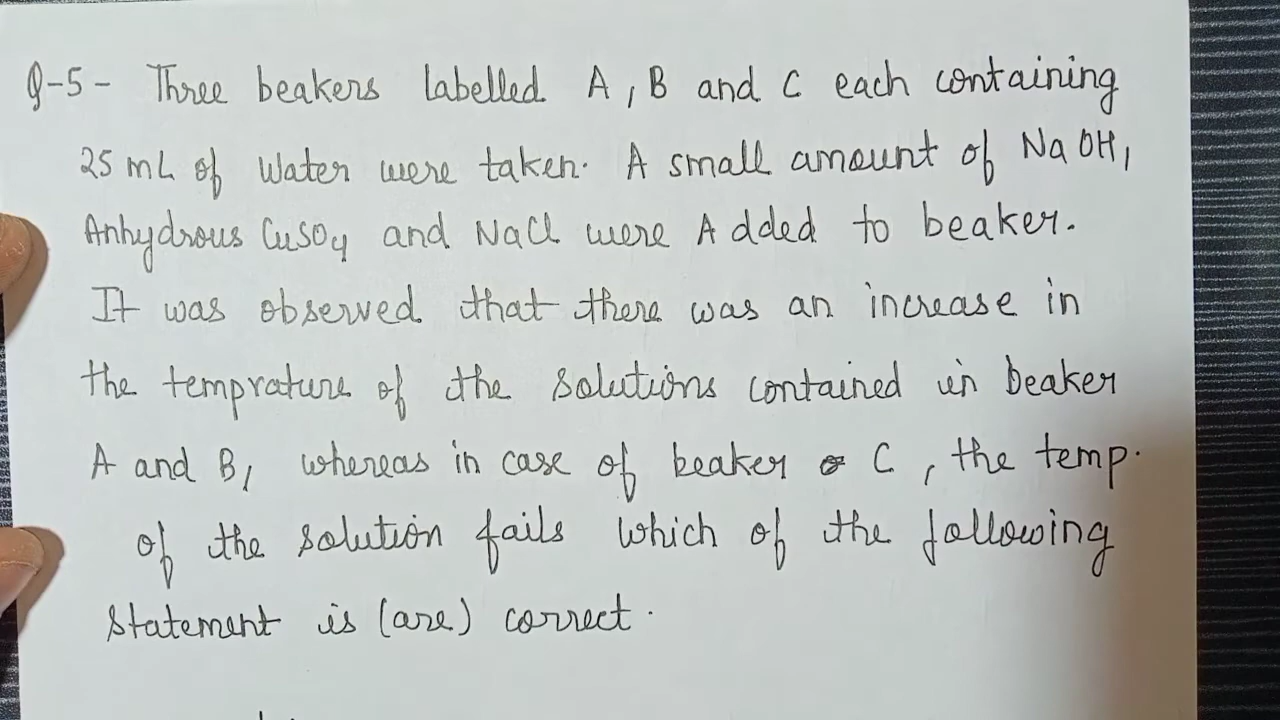 Q-5- Three beakers labelled A, B and C each containing
25 mL of Water were taken. A small amount of NaOH,
Anhydrous CuSO4 and NaCl were Added to beaker.
It was observed that there was an increase in
the temprature of the solutions contained in beaker
A and B, whereas in case of beaker C, the temp.
of the solution fails which of the following
statement is (are) correct.